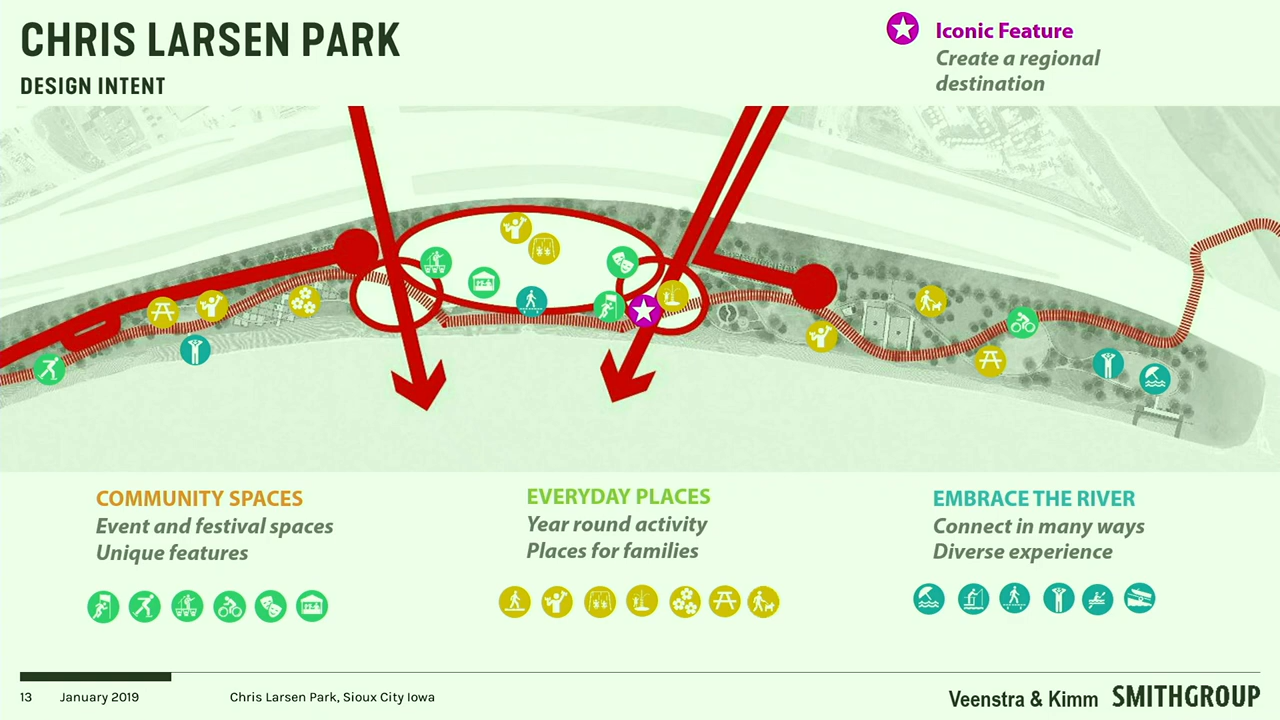 CHRIS LARSEN PARK
DESIGN INTENT
Iconic Feature
Create a regional
destination
COMMUNITY SPACES
Event and festival spaces
Unique features
EVERYDAY PLACES
Year round activity
Places for families
EMBRACE THE RIVER
Connect in many ways
Diverse experience
13 January 2019 Chris Larsen Park, Sioux City Iowa
Veenstra & Kimm SMITHGROUP